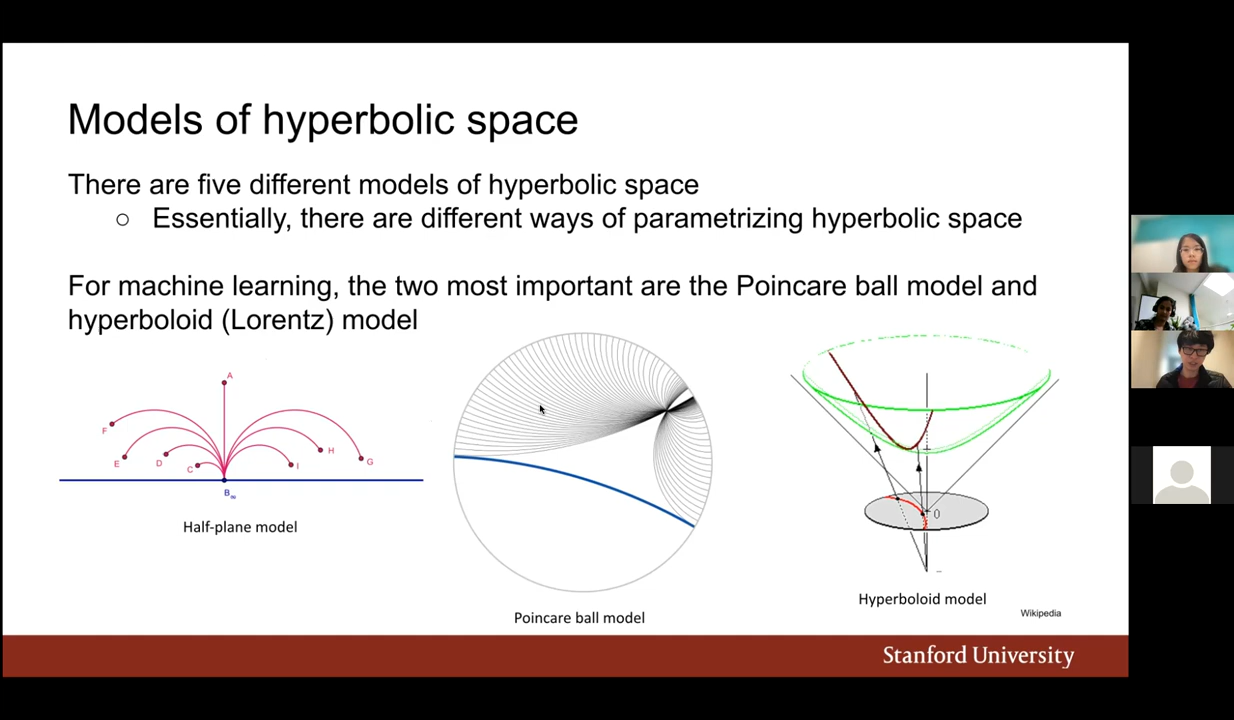 Models of hyperbolic space
There are five different models of hyperbolic space
○ Essentially, there are different ways of parametrizing hyperbolic space
For machine learning, the two most important are the Poincare ball model and
hyperboloid (Lorentz) model
A
F
E
D
C
I
H
G
B∞
Half-plane model
Poincare ball model
0
Hyperboloid model
Wikipedia
Stanford University